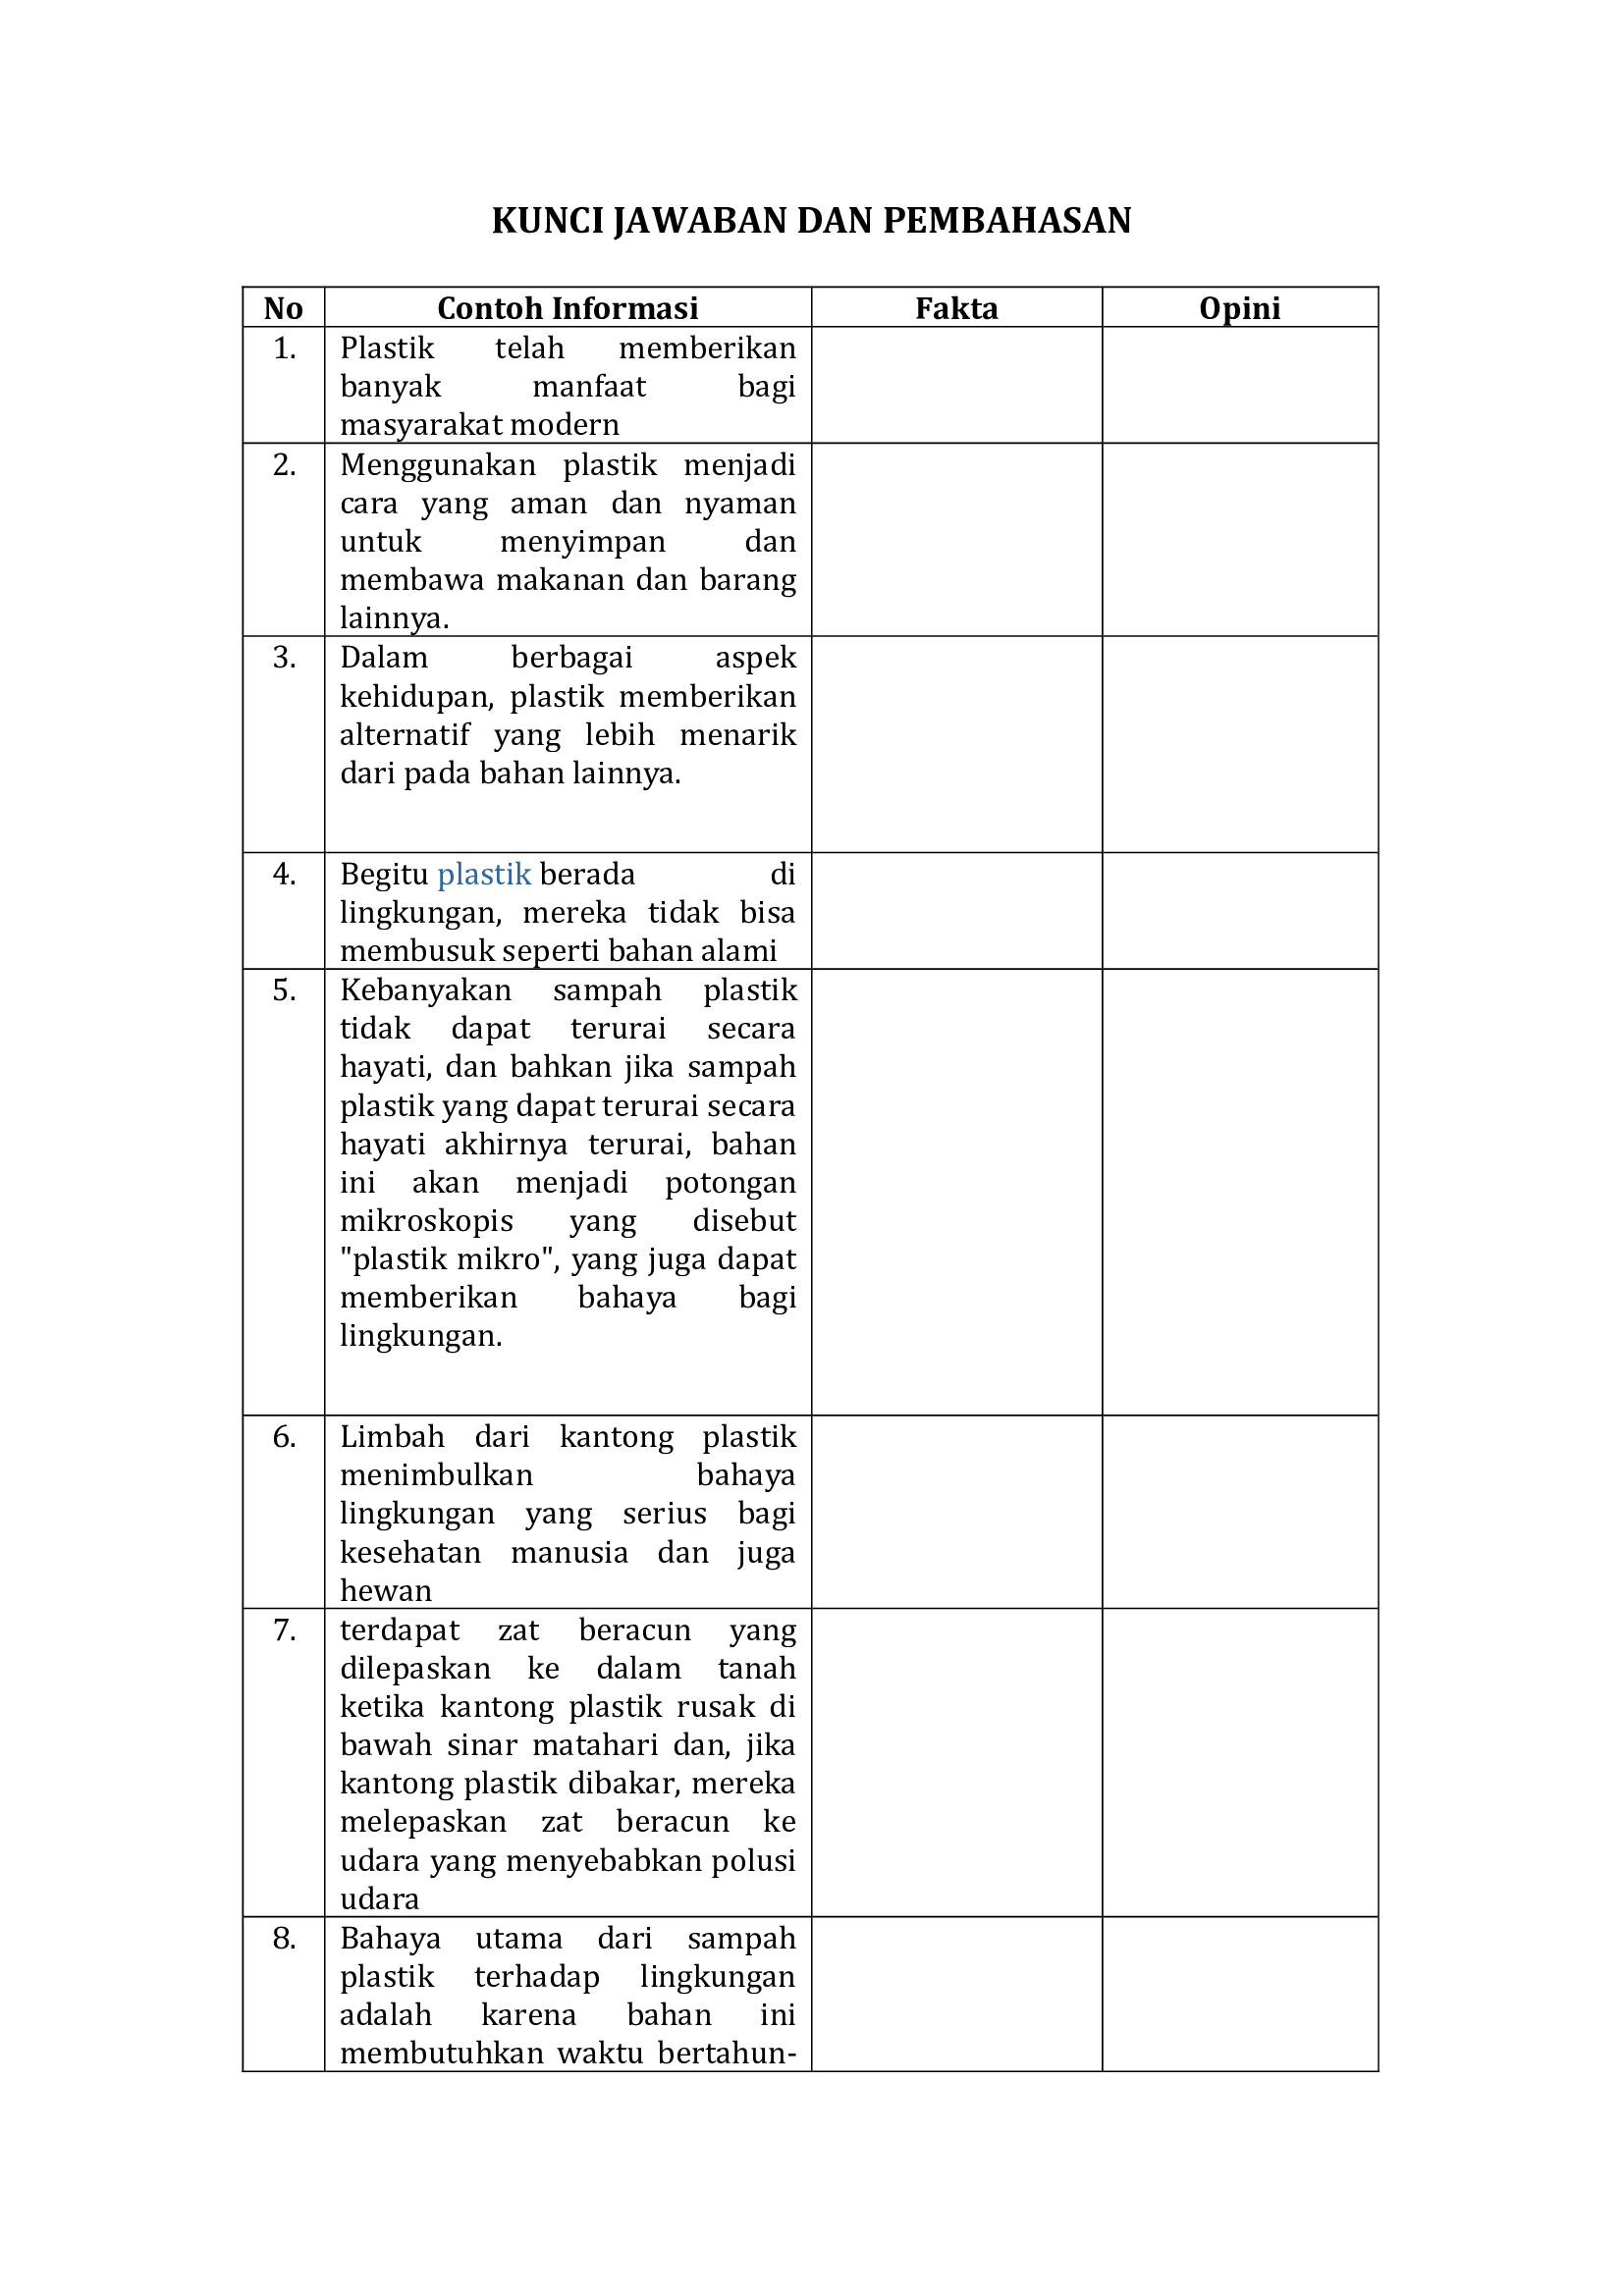 KUNCI JAWABAN DAN PEMBAHASAN
No Contoh Informasi Fakta Opini
1. Plastik telah memberikan
banyak manfaat bagi
masyarakat modern
2. Menggunakan plastik menjadi
cara yang aman dan nyaman
untuk menyimpan dan
membawa makanan dan barang
lainnya.
3. Dalam berbagai aspek
kehidupan, plastik memberikan
alternatif yang lebih menarik
dari pada bahan lainnya.
4. Begitu plastik berada di
lingkungan, mereka tidak bisa
membusuk seperti bahan alami
5. Kebanyakan sampah plastik
tidak dapat terurai secara
hayati, dan bahkan jika sampah
plastik yang dapat terurai secara
hayati akhirnya terurai, bahan
ini akan menjadi potongan
mikroskopis yang disebut
"plastik mikro", yang juga dapat
memberikan bahaya bagi
lingkungan.
6. Limbah dari kantong plastik
menimbulkan bahaya
lingkungan yang serius bagi
kesehatan manusia dan juga
hewan
7. terdapat zat beracun yang
dilepaskan ke dalam tanah
ketika kantong plastik rusak di
bawah sinar matahari dan, jika
kantong plastik dibakar, mereka
melepaskan zat beracun ke
udara yang menyebabkan polusi
udara
8. Bahaya utama dari sampah
plastik terhadap lingkungan
adalah karena bahan ini
membutuhkan waktu bertahun-